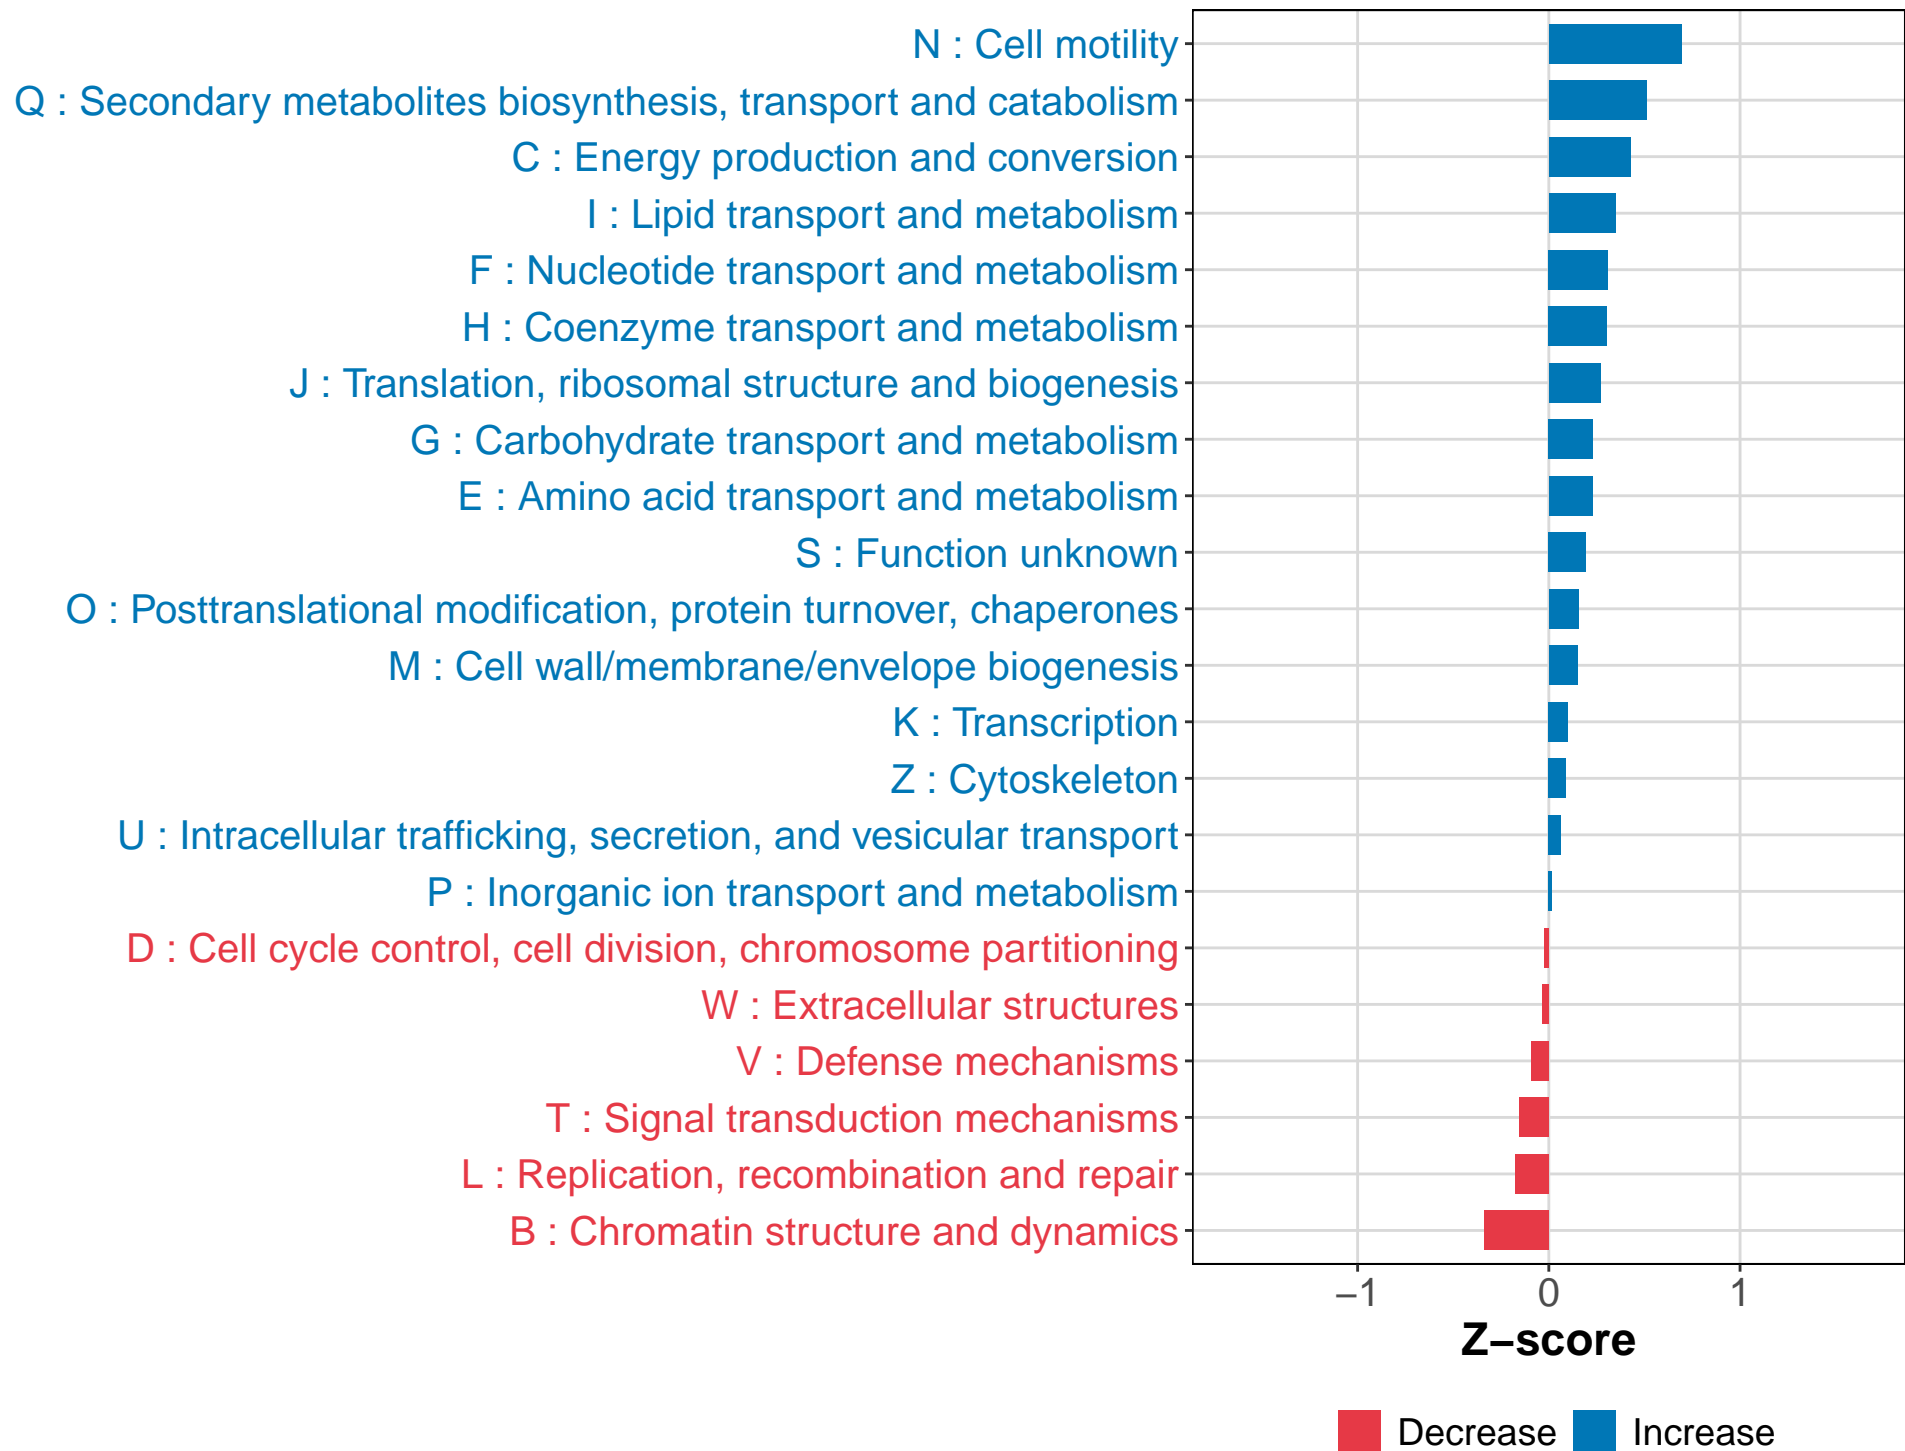 N : Cell motility
Q : Secondary metabolites biosynthesis, transport and catabolism
C : Energy production and conversion
I : Lipid transport and metabolism
F : Nucleotide transport and metabolism
H : Coenzyme transport and metabolism
J : Translation, ribosomal structure and biogenesis
G : Carbohydrate transport and metabolism
E : Amino acid transport and metabolism
S : Function unknown
O : Posttranslational modification, protein turnover, chaperones
M : Cell wall/membrane/envelope biogenesis
K : Transcription
Z : Cytoskeleton
U : Intracellular trafficking, secretion, and vesicular transport
P : Inorganic ion transport and metabolism
D : Cell cycle control, cell division, chromosome partitioning
W : Extracellular structures
V : Defense mechanisms
T : Signal transduction mechanisms
L : Replication, recombination and repair
B : Chromatin structure and dynamics
−1 0 1
Z−score
Decrease Increase